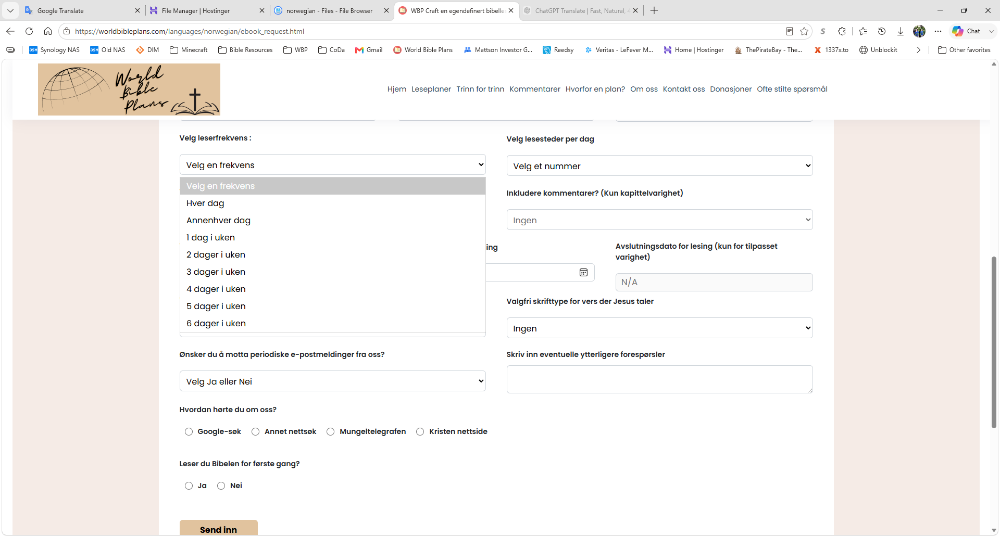 Google Translate
File Manager | Hostinger
norwegian - Files - File Browser
WBP Craft en egendefinert bibelle
ChatGPT Translate | Fast, Natural, 4
https://worldbibleplans.com/languages/norwegian/ebook_request.html
Chat
Synology NAS
Old NAS
DIM
Minecraft
Bible Resources
WBP
CoDa
Gmail
World Bible Plans
Mattson Investor G...
Reedsy
Veritas - LeFever M...
Home | Hostinger
ThePirateBay - The...
1337x.to
Unblockit
Other favorites
World
Bible
Plans
Hjem Leseplaner Trinn for trinn Kommentarer Hvorfor en plan? Om oss Kontakt oss Donasjoner Ofte stilte spørsmål
Velg leserfrekvens :
Velg lesesteder per dag
Velg en frekvens
Velg et nummer
Velg en frekvens
Hver dag
Annenhver dag
1 dag i uken
2 dager i uken
3 dager i uken
4 dager i uken
5 dager i uken
6 dager i uken
Inkludere kommentarer? (Kun kapittelvarighet)
Ingen
ing
Avslutningsdato for lesing (kun for tilpasset
varighet)
N/A
Valgfri skrifttype for vers der Jesus taler
Ingen
Ønsker du å motta periodiske e-postmeldinger fra oss?
Skriv inn eventuelle ytterligere forespørsler
Velg Ja eller Nei
Hvordan hørte du om oss?
Google-søk Annet nettsøk Mungeltelegrafen Kristen nettside
Leser du Bibelen for første gang?
Ja Nei
Send inn